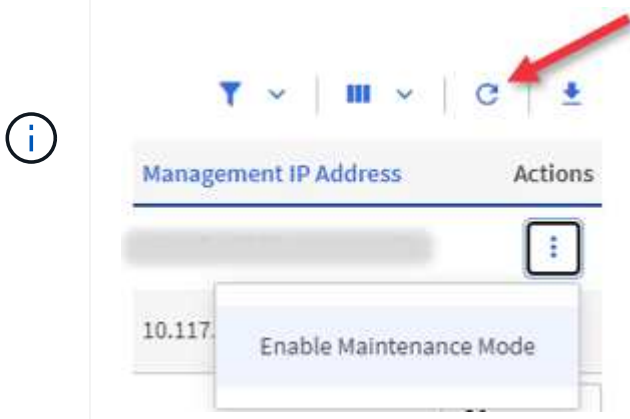 Management IP Address Actions
10.117.
Enable Maintenance Mode